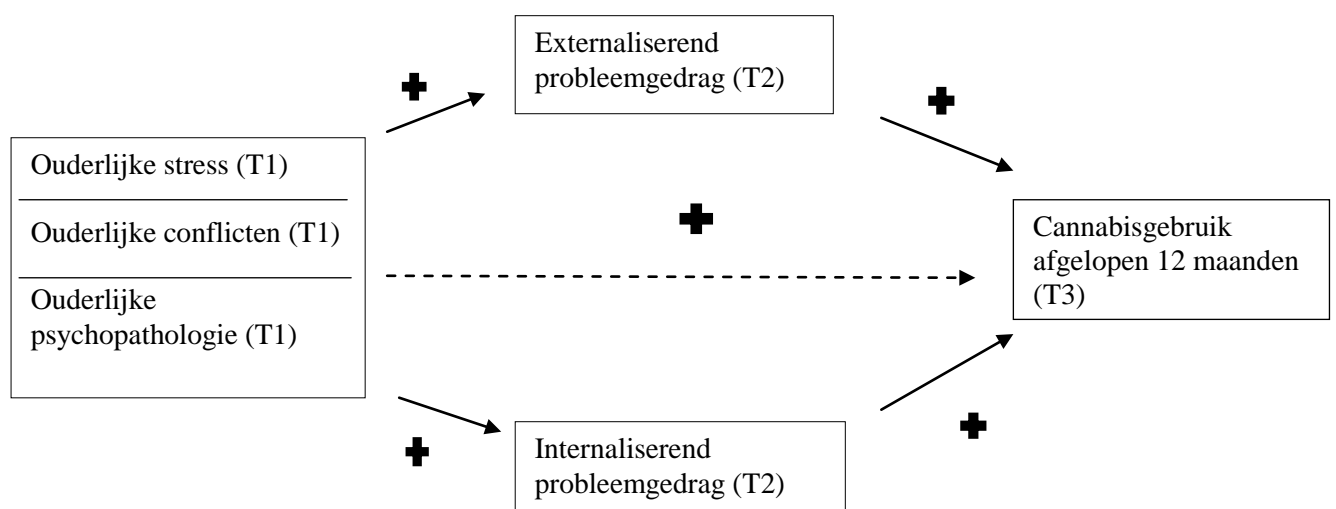 Externaliserend
probleemgedrag (T2)
Ouderlijke stress (T1)
Ouderlijke conflicten (T1)
Ouderlijke
psychopathologie (T1)
Cannabisgebruik
afgelopen 12 maanden
(T3)
Internaliserend
probleemgedrag (T2)